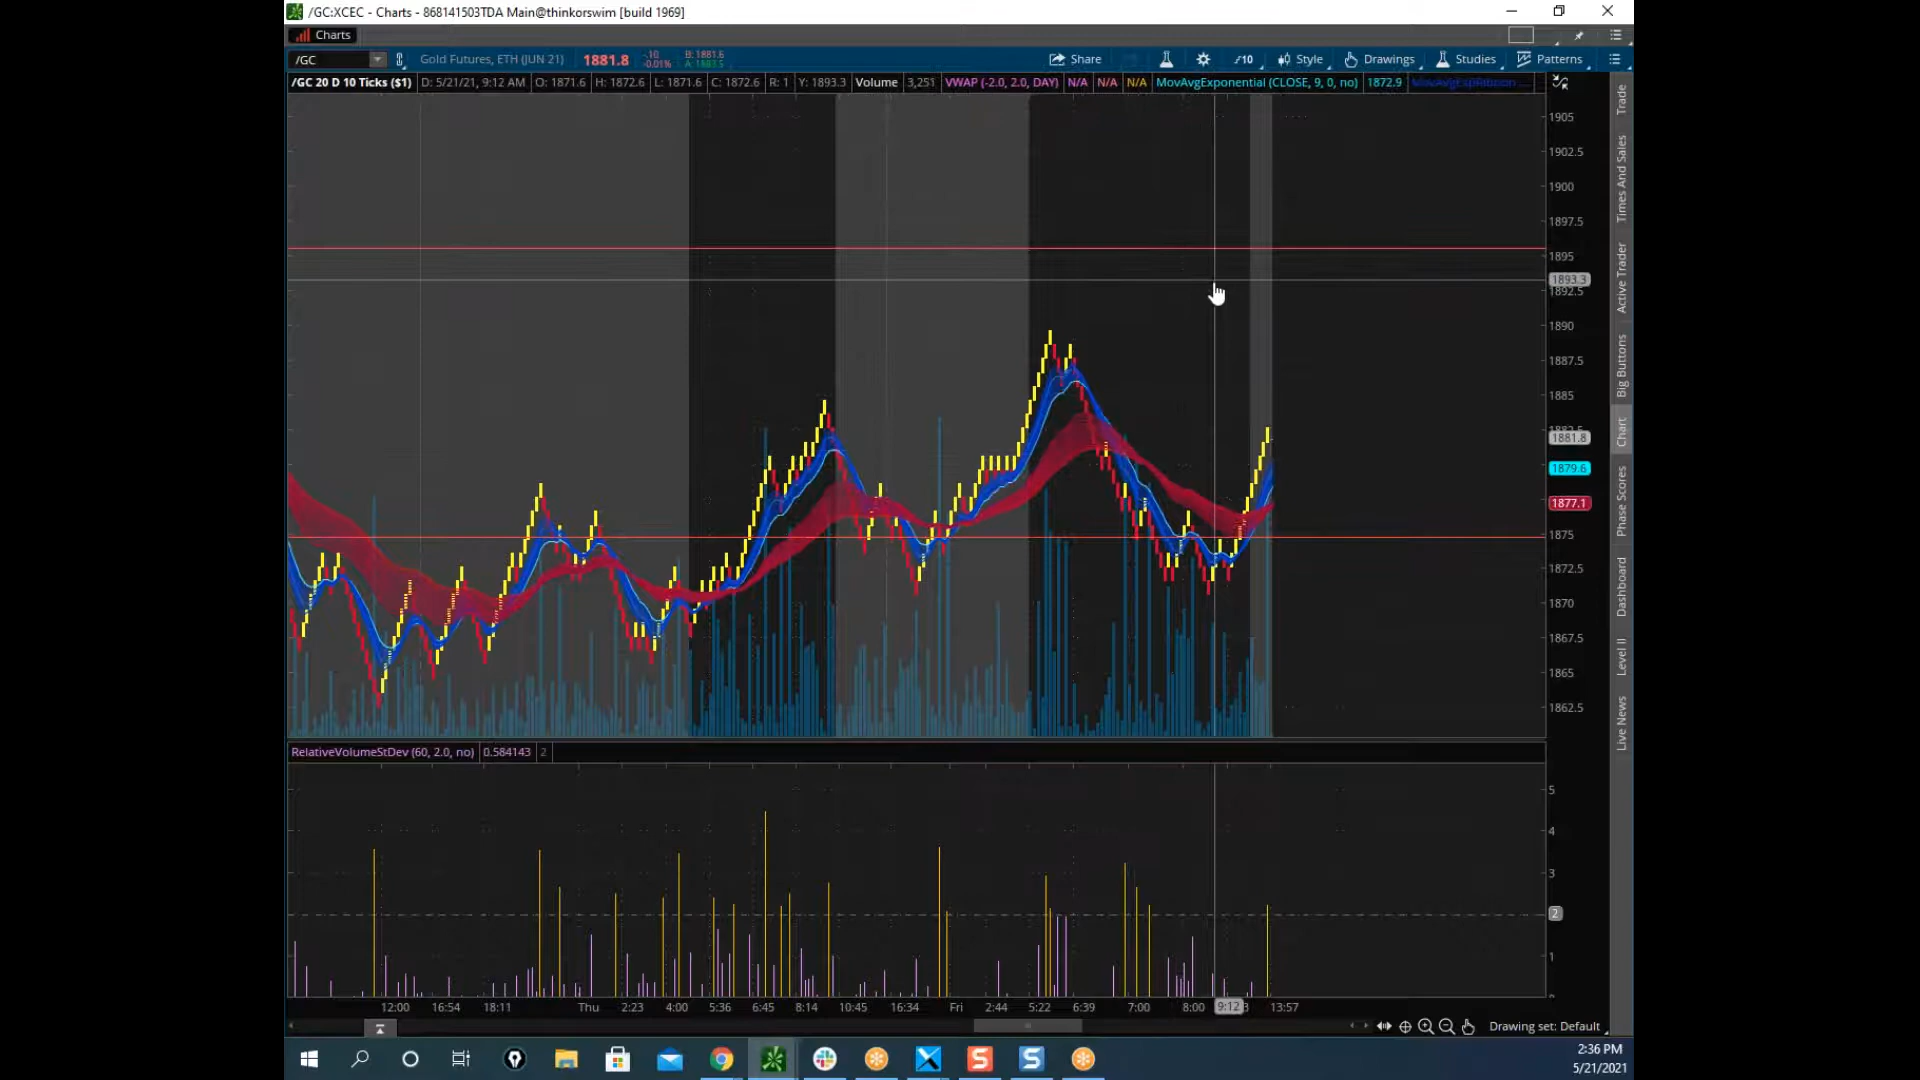 /GC:XCEC - Charts - 868141503TDA Main@thinkorswim [build 1969]
Charts
/GC Gold Futures, ETH (JUN 21) 1881.8 -.10 -0.01% B: 1881.6 Share /10 Style Drawings Studies Patterns
/GC 20 D 10 Ticks ($1) D: 5/21/21, 9:12 AM O: 1871.6 H: 1872.6 L: 1871.6 C: 1872.6 R: 1 Y: 1893.3 Volume 3,251 VWAP (-2.0, 2.0, DAY) N/A N/A N/A MovAvgExponential (CLOSE, 9, 0, no) 1872.9
1905
1902.5
1900
1897.5
1895
1893.3
1892.5
1890
1887.5
1885
1881.8
1879.6
1877.1
1875
1872.5
1870
1867.5
1865
1862.5
Trade
Times And Sales
Active Trader
Big Buttons
Chart
Phase Scores
Dashboard
Level II
Live News
RelativeVolumeStDev (60, 2.0, no) 0.584143 2
5
4
3
2
1
12:00 16:54 18:11 Thu 2:23 4:00 5:36 6:45 8:14 10:45 16:34 Fri 2:44 5:22 6:39 7:00 8:00 9:12 13:57
Drawing set: Default
2:36 PM
5/21/2021